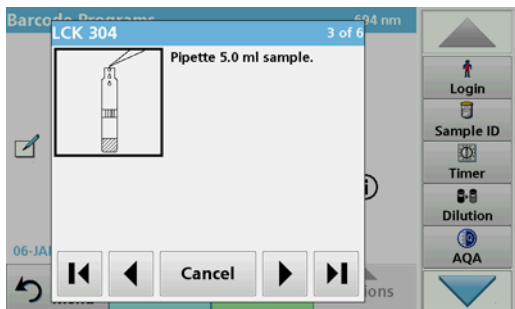 Barcode Programs
694 nm
LCK 304
3 of 6
Pipette 5.0 ml sample.
Login
Sample ID
Timer
Dilution
AQA
06-JA
Cancel
Menu
ions